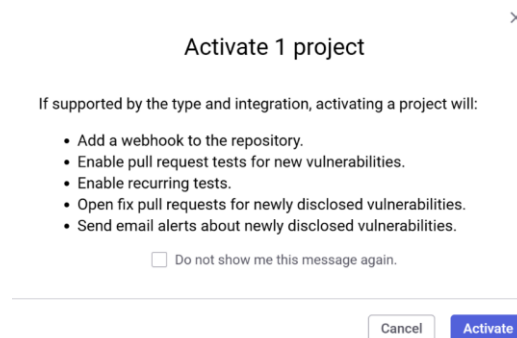 Activate 1 project
If supported by the type and integration, activating a project will:
• Add a webhook to the repository.
• Enable pull request tests for new vulnerabilities.
• Enable recurring tests.
• Open fix pull requests for newly disclosed vulnerabilities.
• Send email alerts about newly disclosed vulnerabilities.
Do not show me this message again.
Cancel Activate